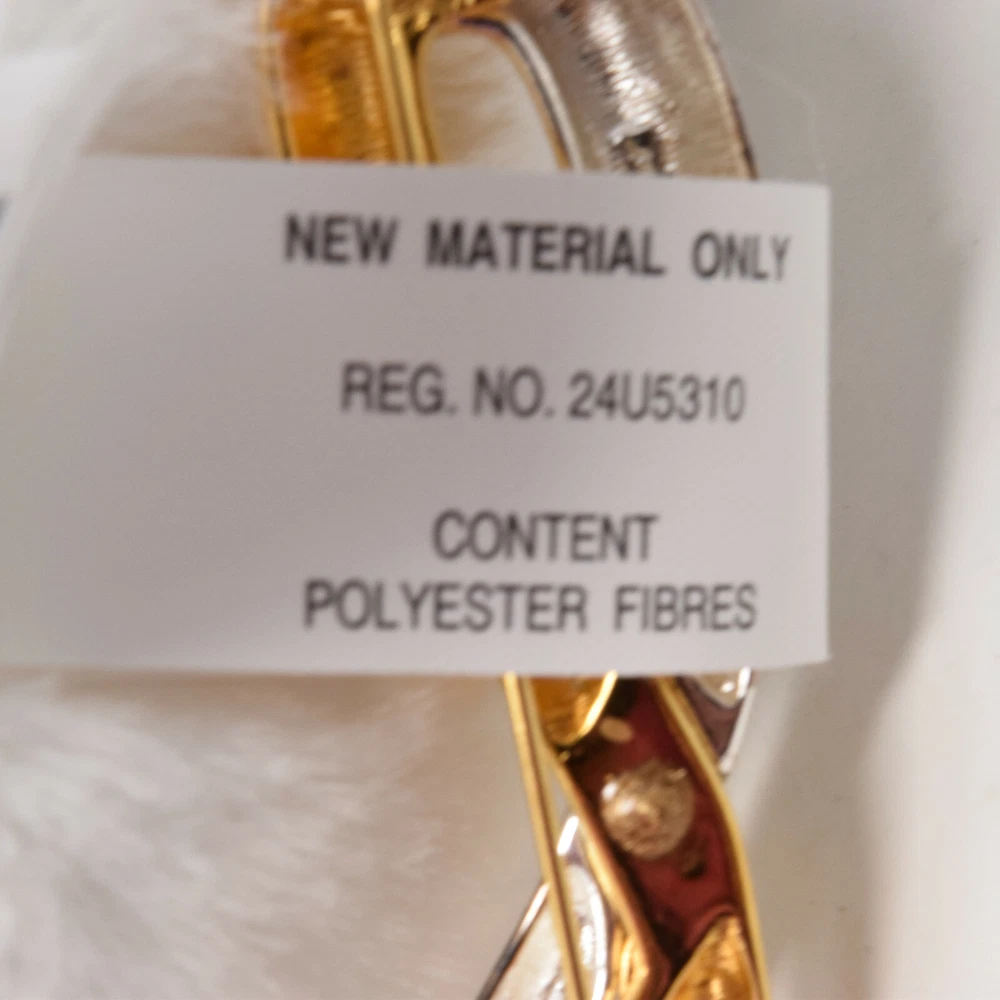 NEW MATERIAL ONLY
REG. NO. 24U5310
CONTENT
POLYESTER FIBRES